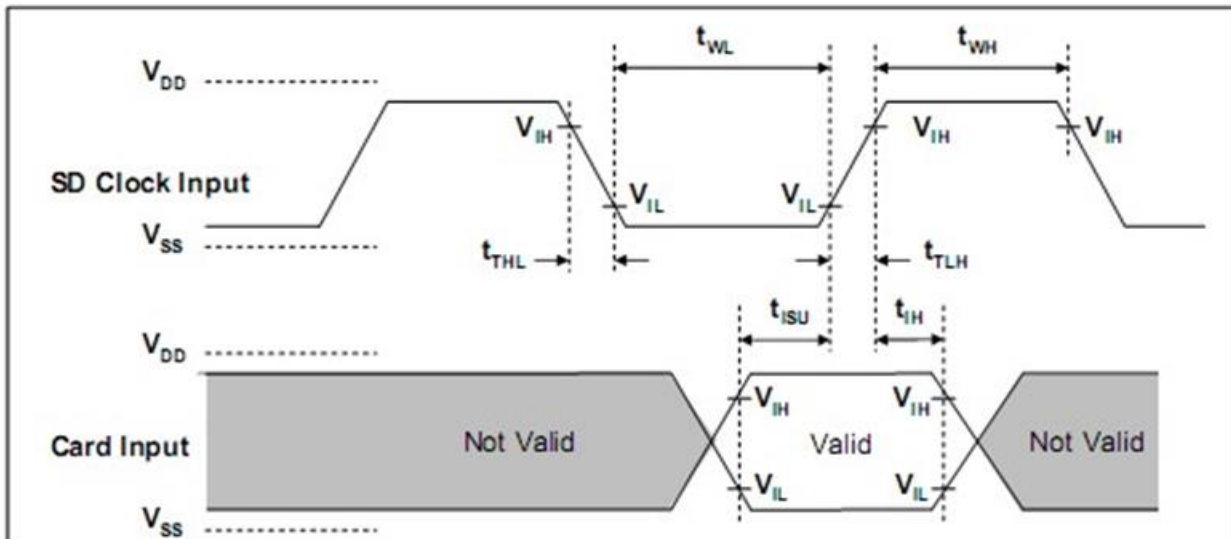 t_WL t_WH
V_DD
V_IH V_IH V_IH
SD Clock Input
V_IL V_IL
V_SS
t_THL t_TLH
t_ISU t_IH
V_DD
V_IH V_IH
Card Input Not Valid Valid Not Valid
V_IL V_IL
V_SS